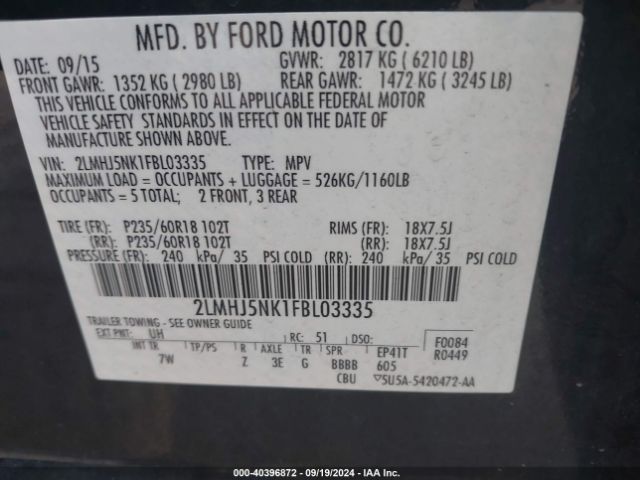 MFD. BY FORD MOTOR CO.
DATE: 09/15 GVWR: 2817 KG ( 6210 LB)
FRONT GAWR: 1352 KG ( 2980 LB) REAR GAWR: 1472 KG ( 3245 LB)
THIS VEHICLE CONFORMS TO ALL APPLICABLE FEDERAL MOTOR
VEHICLE SAFETY STANDARDS IN EFFECT ON THE DATE OF
MANUFACTURE SHOWN ABOVE.
VIN: 2LMHJ5NK1FBL03335 TYPE: MPV
MAXIMUM LOAD = OCCUPANTS + LUGGAGE = 526KG/1160LB
OCCUPANTS = 5 TOTAL; 2 FRONT, 3 REAR
TIRE (FR): P235/60R18 102T RIMS (FR): 18X7.5J
(RR): P235/60R18 102T (RR): 18X7.5J
PRESSURE (FR): 240 kPa/ 35 PSI COLD (RR): 240 kPa/ 35 PSI COLD
2LMHJ5NK1FBL03335
TRAILER TOWING - SEE OWNER GUIDE
EXT PNT: UH RC: 51 DSO: F0084
INT TR TP/PS R AXLE TR SPR EP41T R0449
7W Z 3E G BBBB 605
CBU ▽5U5A-5420472-AA
000-40396872 - 09/19/2024 - IAA Inc.